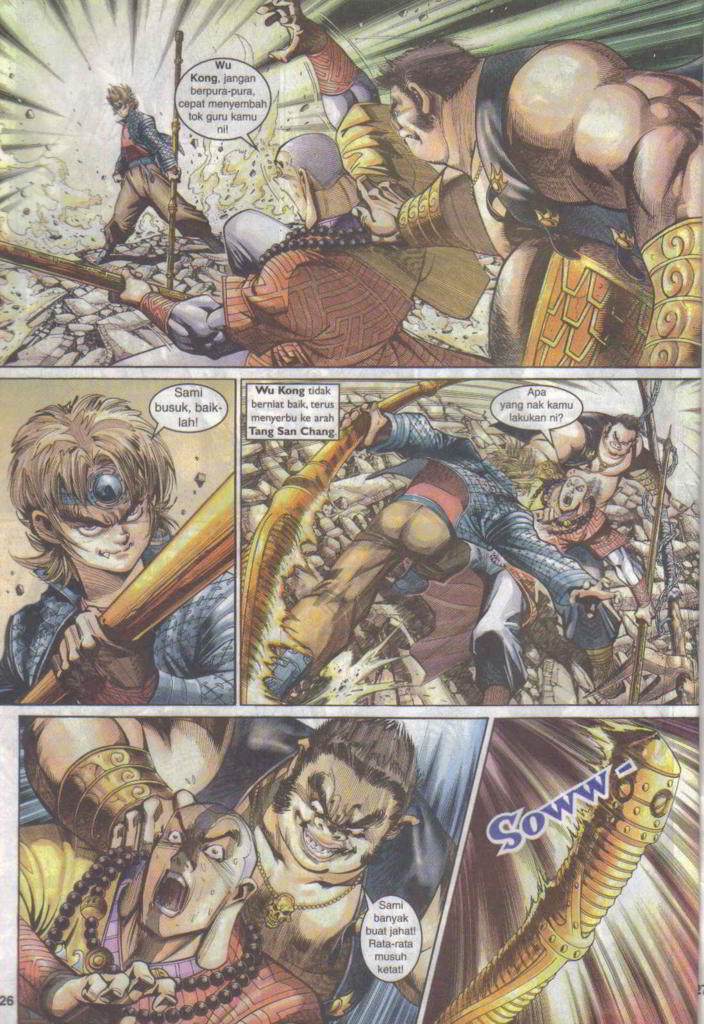 Wu
Kong, jangan
berpura-pura,
cepat menyembah
tok guru kamu
ni!
Sami
busuk, baik-
lah!
Wu Kong tidak
berniat baik, terus
menyerbu ke arah
Tang San Chang.
Apa
yang nak kamu
lakukan ni?
Sami
banyak
buat jahat!
Rata-rata
musuh
ketat!
Soww-
26
27